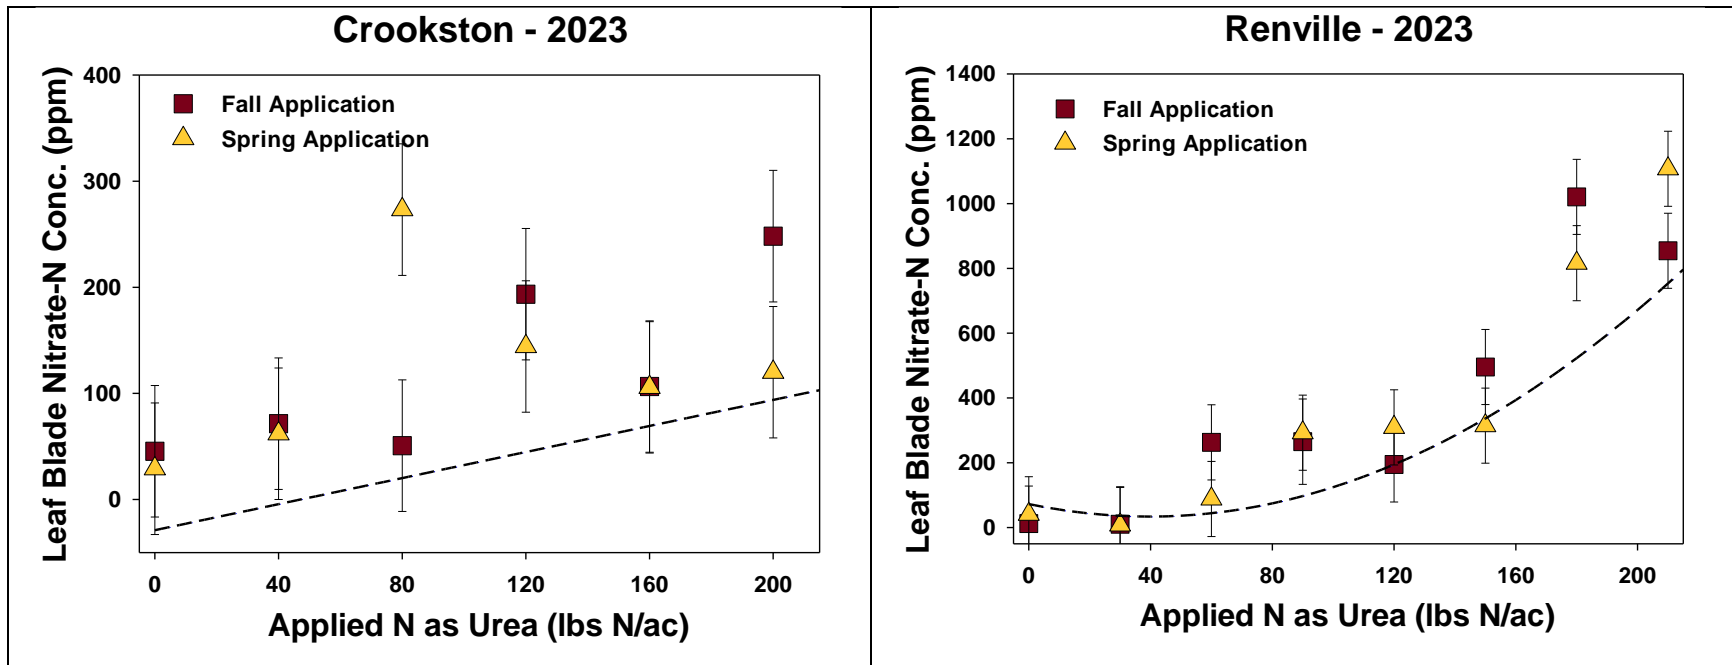 Crookston - 2023
Leaf Blade Nitrate-N Conc. (ppm)
400
300
200
100
0
Fall Application
Spring Application
0 40 80 120 160 200
Applied N as Urea (lbs N/ac)
Renville - 2023
Leaf Blade Nitrate-N Conc. (ppm)
1400
1200
1000
800
600
400
200
0
Fall Application
Spring Application
0 40 80 120 160 200
Applied N as Urea (lbs N/ac)